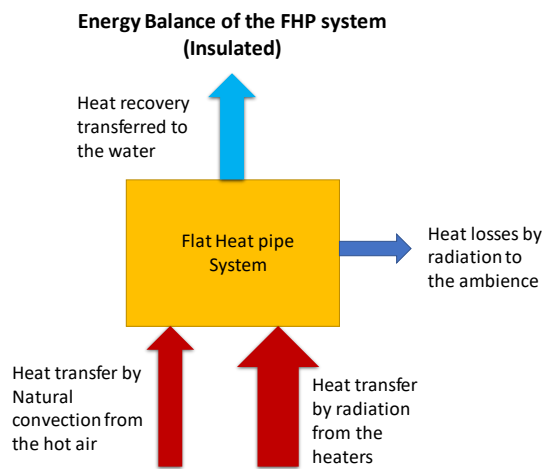 Energy Balance of the FHP system
(Insulated)
Heat recovery
transferred to
the water
Flat Heat pipe
System
Heat losses by
radiation to
the ambience
Heat transfer by
Natural
convection from
the hot air
Heat transfer
by radiation
from the
heaters